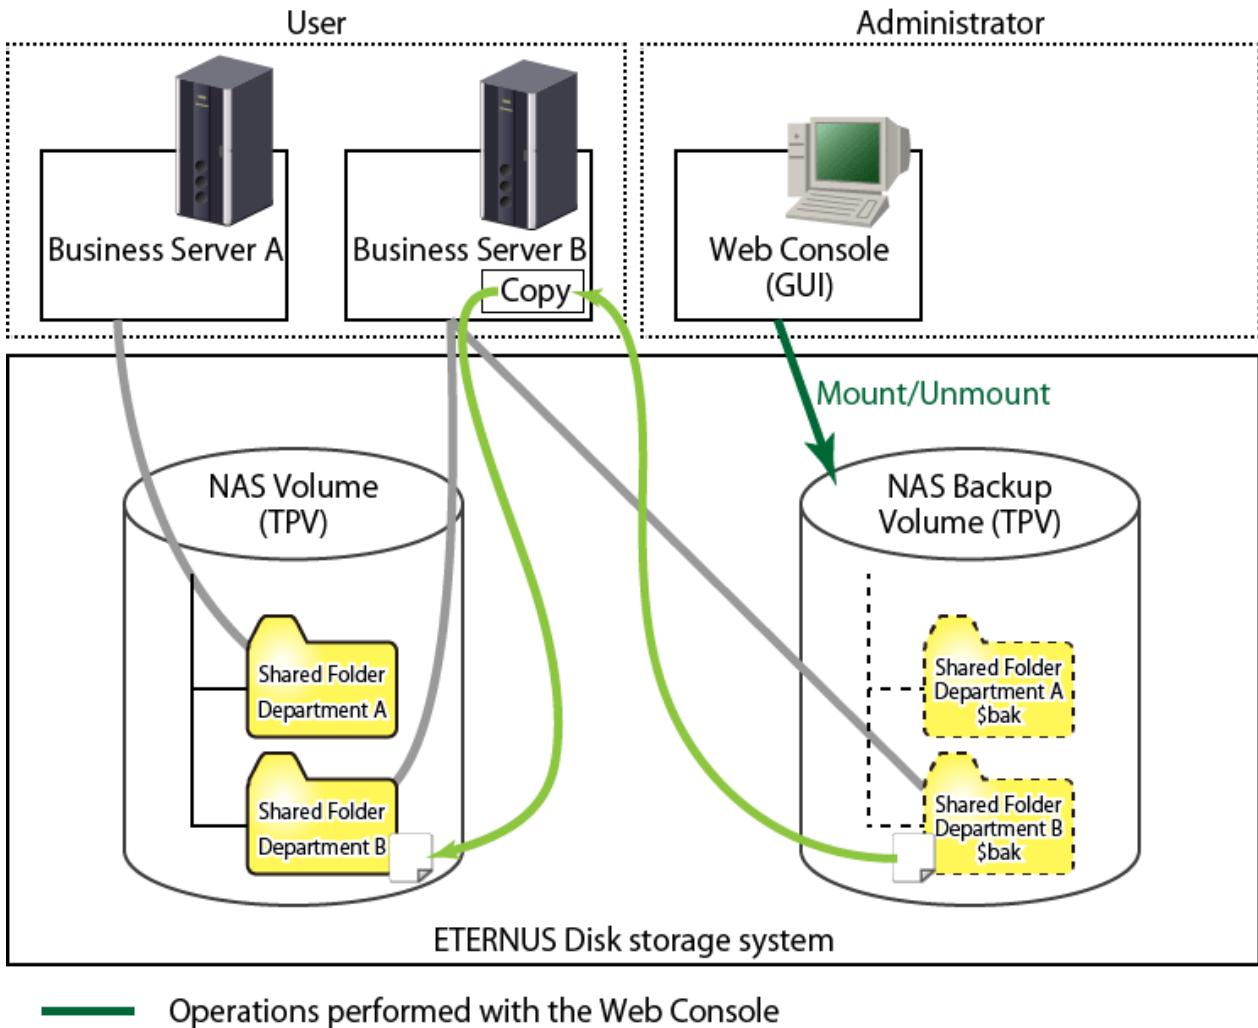 User
Administrator
Business Server A
Business Server B
Copy
Web Console
(GUI)
Mount/Unmount
NAS Volume
(TPV)
NAS Backup
Volume (TPV)
Shared Folder
Department A
Shared Folder
Department B
Shared Folder
Department A
$bak
Shared Folder
Department B
$bak
ETERNUS Disk storage system
Operations performed with the Web Console